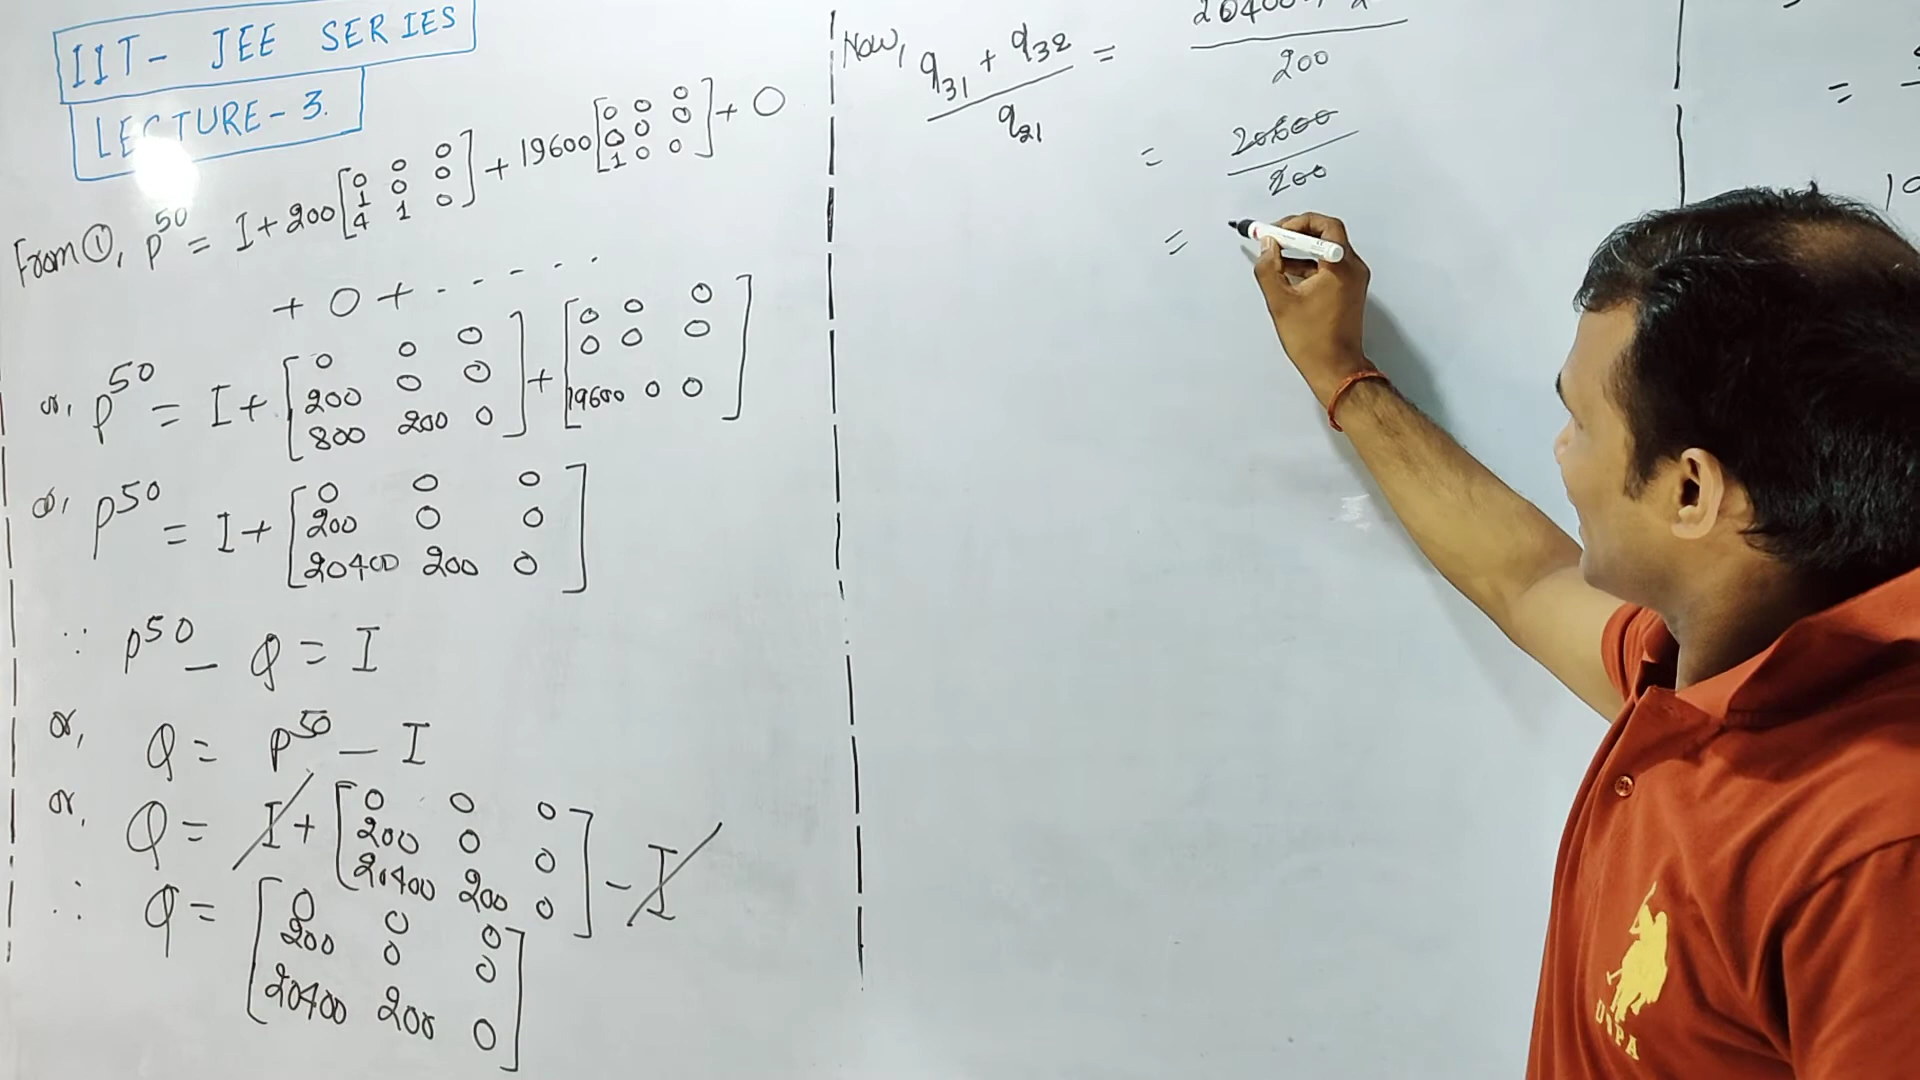 IIT- JEE SERIES
LECTURE-3.
From ①, P^50 = I + 200 [0 0 0; 1 0 0; 4 1 0] + 19600 [0 0 0; 0 0 0; 1 0 0] + 0
+ 0 + - - - - - -
or, P^50 = I + [0 0 0; 200 0 0; 800 200 0] + [0 0 0; 0 0 0; 19600 0 0]
or, P^50 = I + [0 0 0; 200 0 0; 20400 200 0]
∴ P^50 - Q = I
or, Q = P^50 - I
or, Q = I + [0 0 0; 200 0 0; 20400 200 0] - I
∴ Q = [0 0 0; 200 0 0; 20400 200 0]
Now, (q_31 + q_32)/q_21 = 20400 / 200
= 20600/200
=
=
USPA